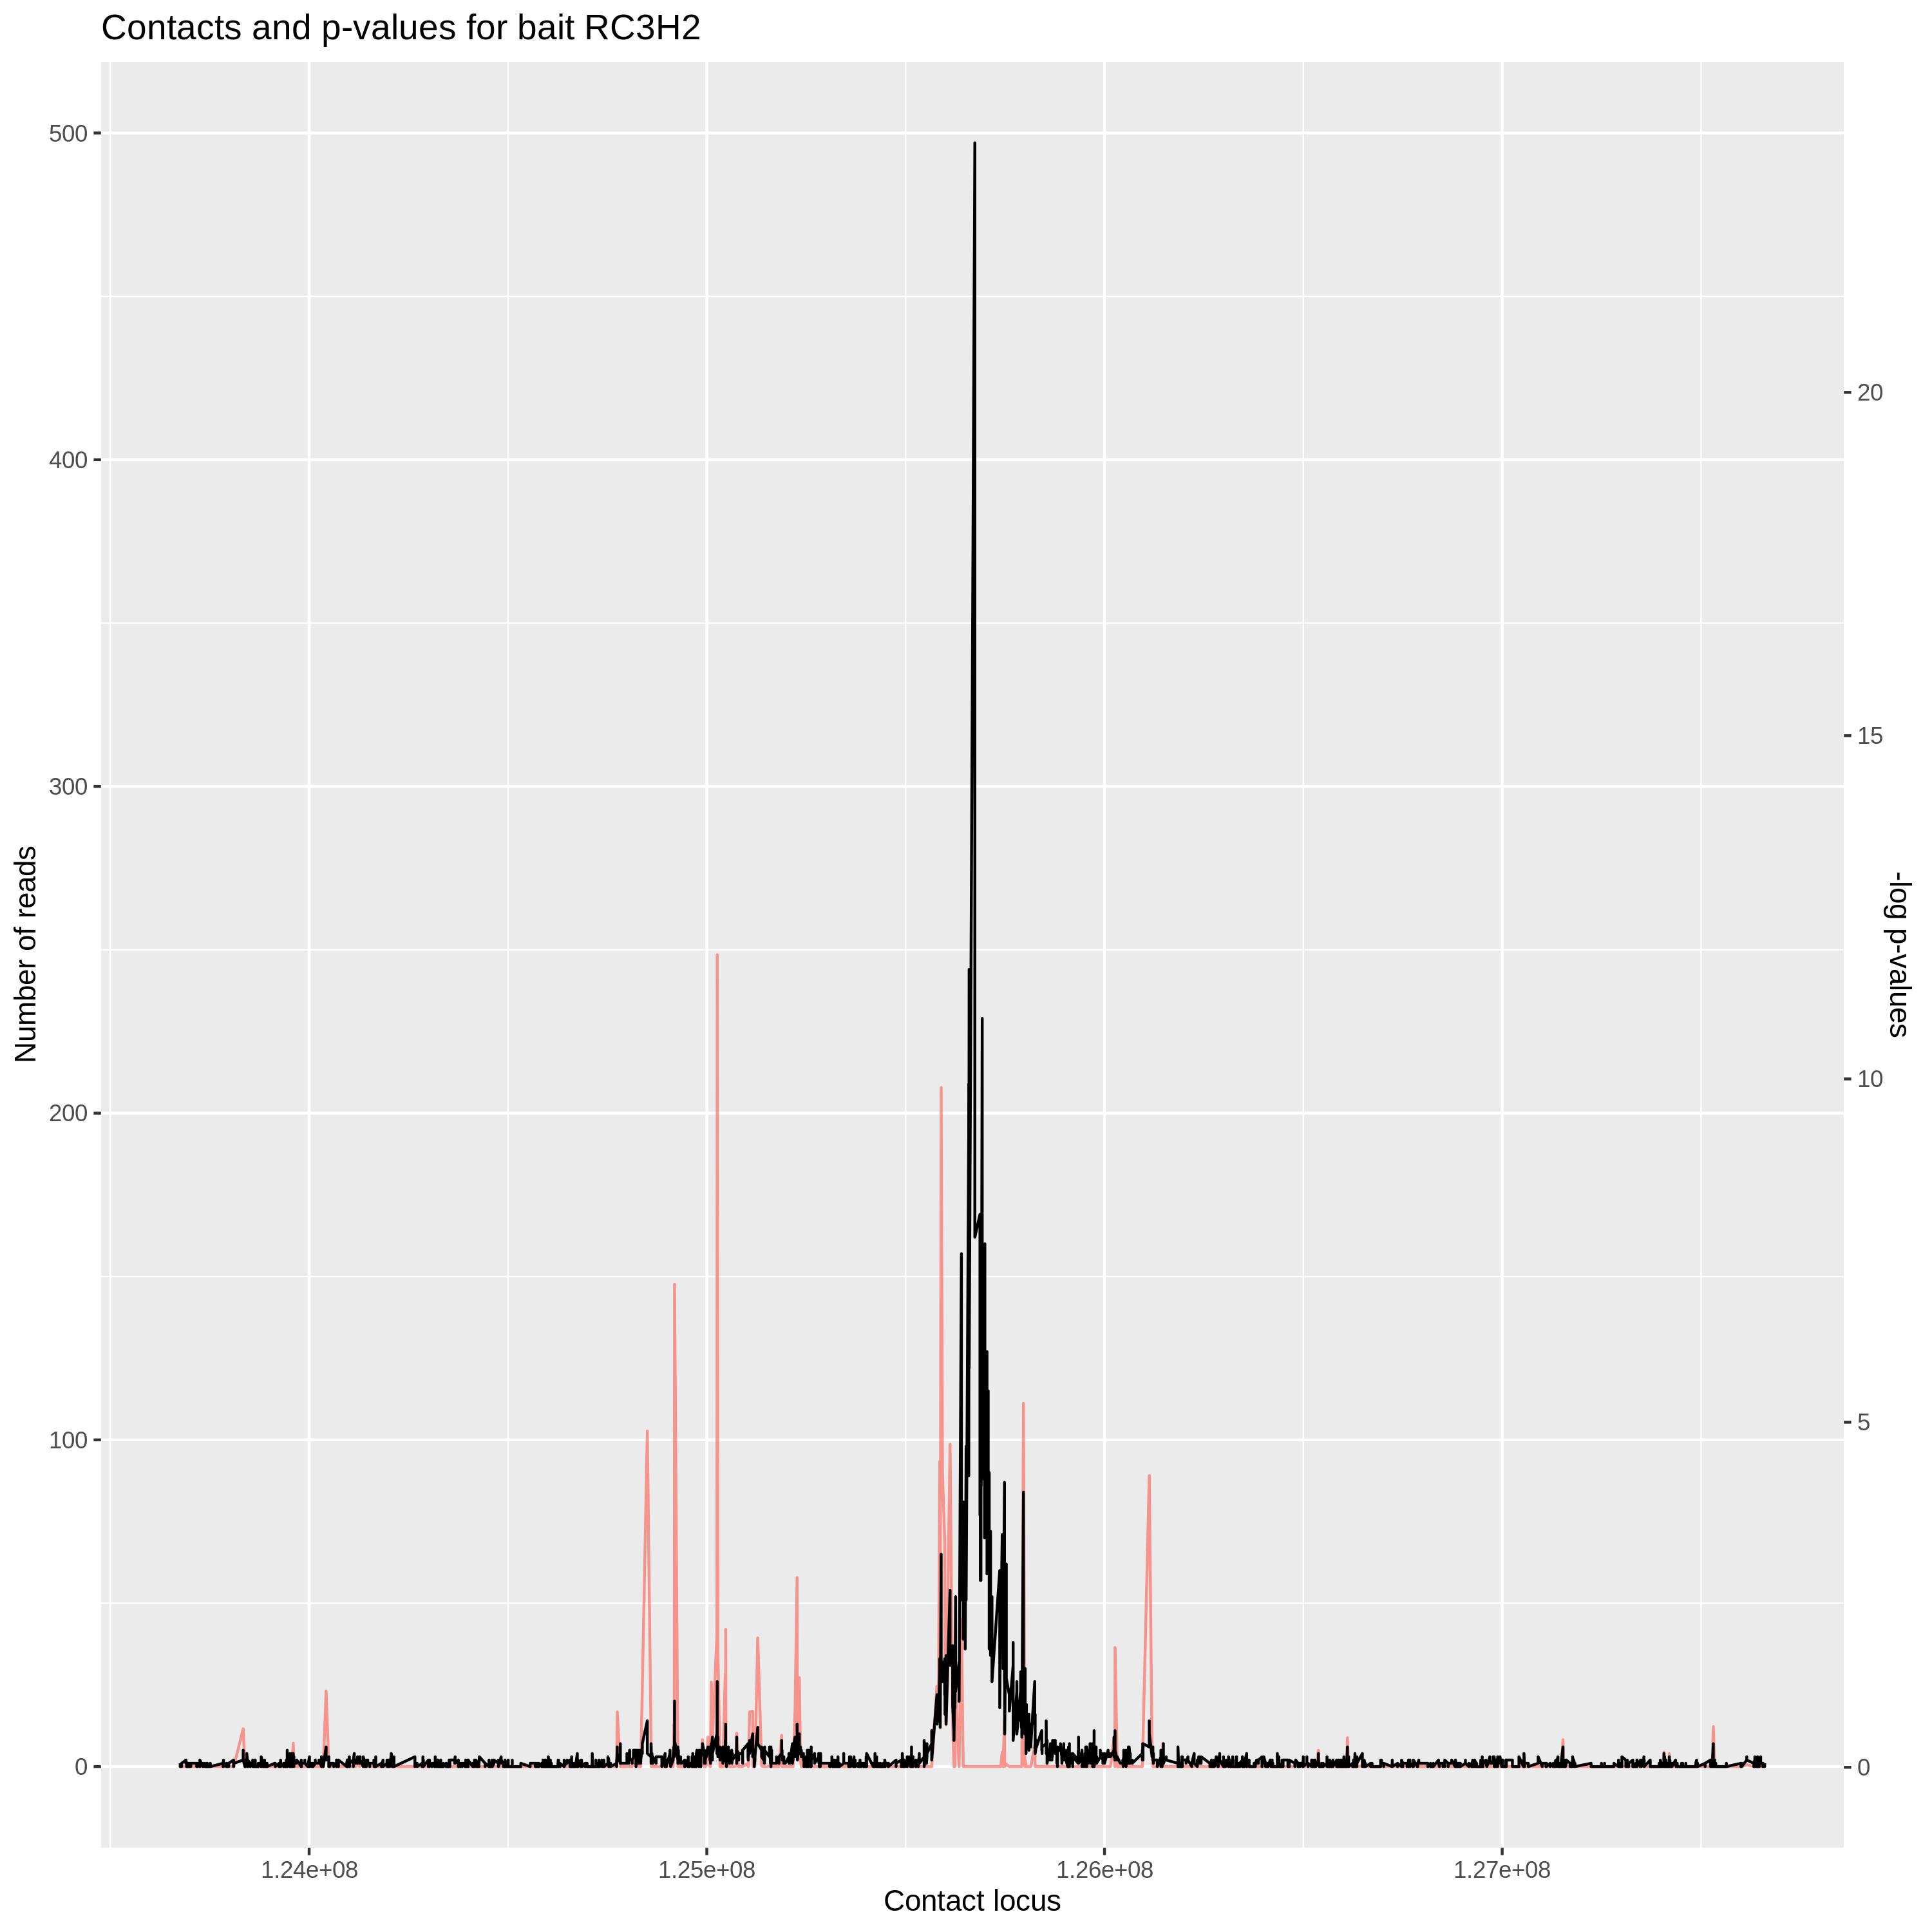 Contacts and p-values for bait RC3H2
500
400
300
200
100
0
Number of reads
20
15
10
5
0
-log p-values
1.24e+08
1.25e+08
1.26e+08
1.27e+08
Contact locus